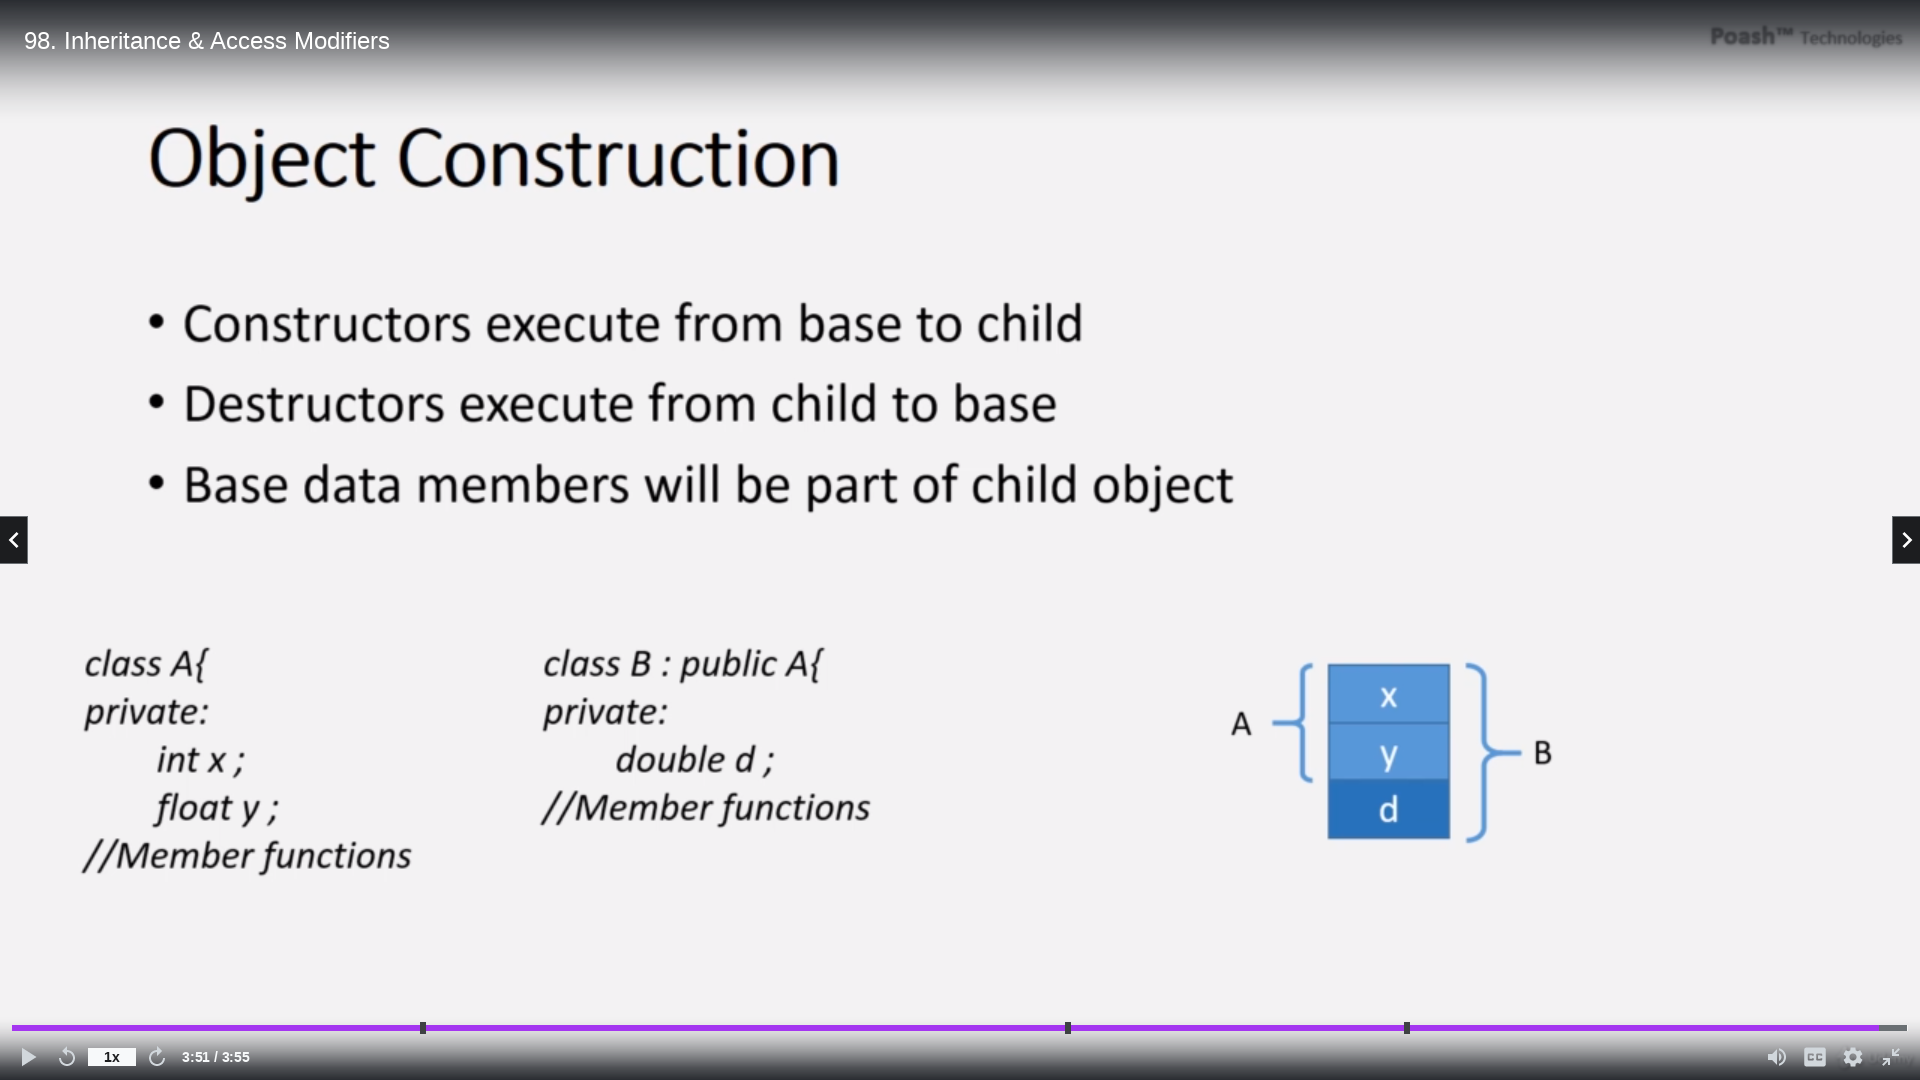 98. Inheritance & Access Modifiers
Poash™ Technologies
Object Construction
• Constructors execute from base to child
• Destructors execute from child to base
• Base data members will be part of child object
class A{
private:
int x ;
float y ;
//Member functions
class B : public A{
private:
double d ;
//Member functions
A
x
y
d
B
1x
3:51 / 3:55
CC